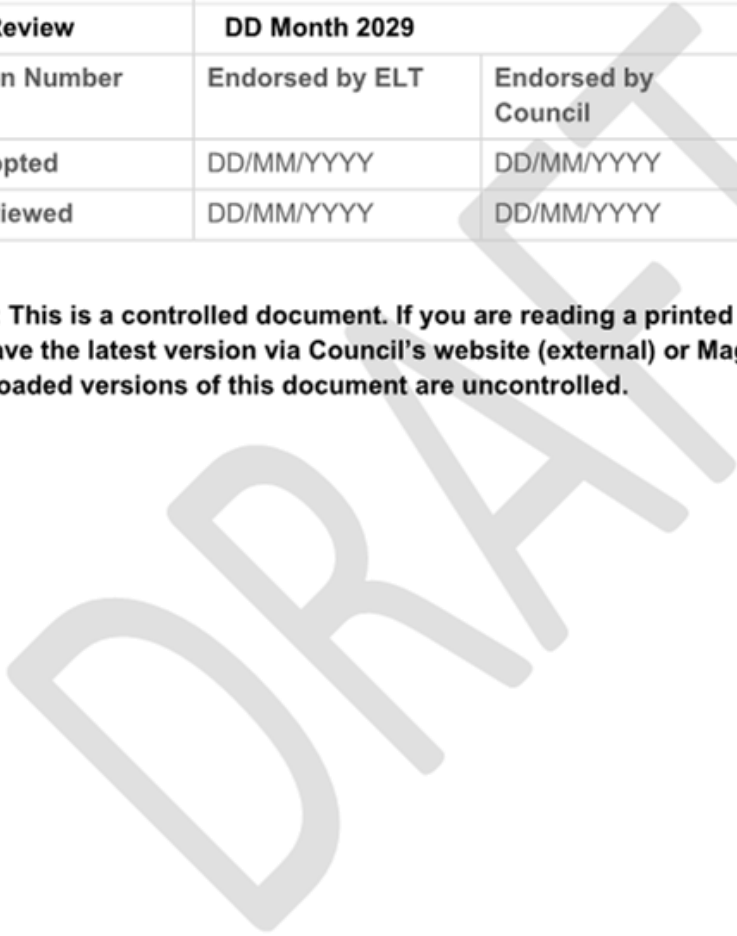 Review DD Month 2029
n Number Endorsed by ELT Endorsed by
Council
opted DD/MM/YYYY DD/MM/YYYY
iewed DD/MM/YYYY DD/MM/YYYY
: This is a controlled document. If you are reading a printed
ave the latest version via Council’s website (external) or Mag
oaded versions of this document are uncontrolled.
DRAFT